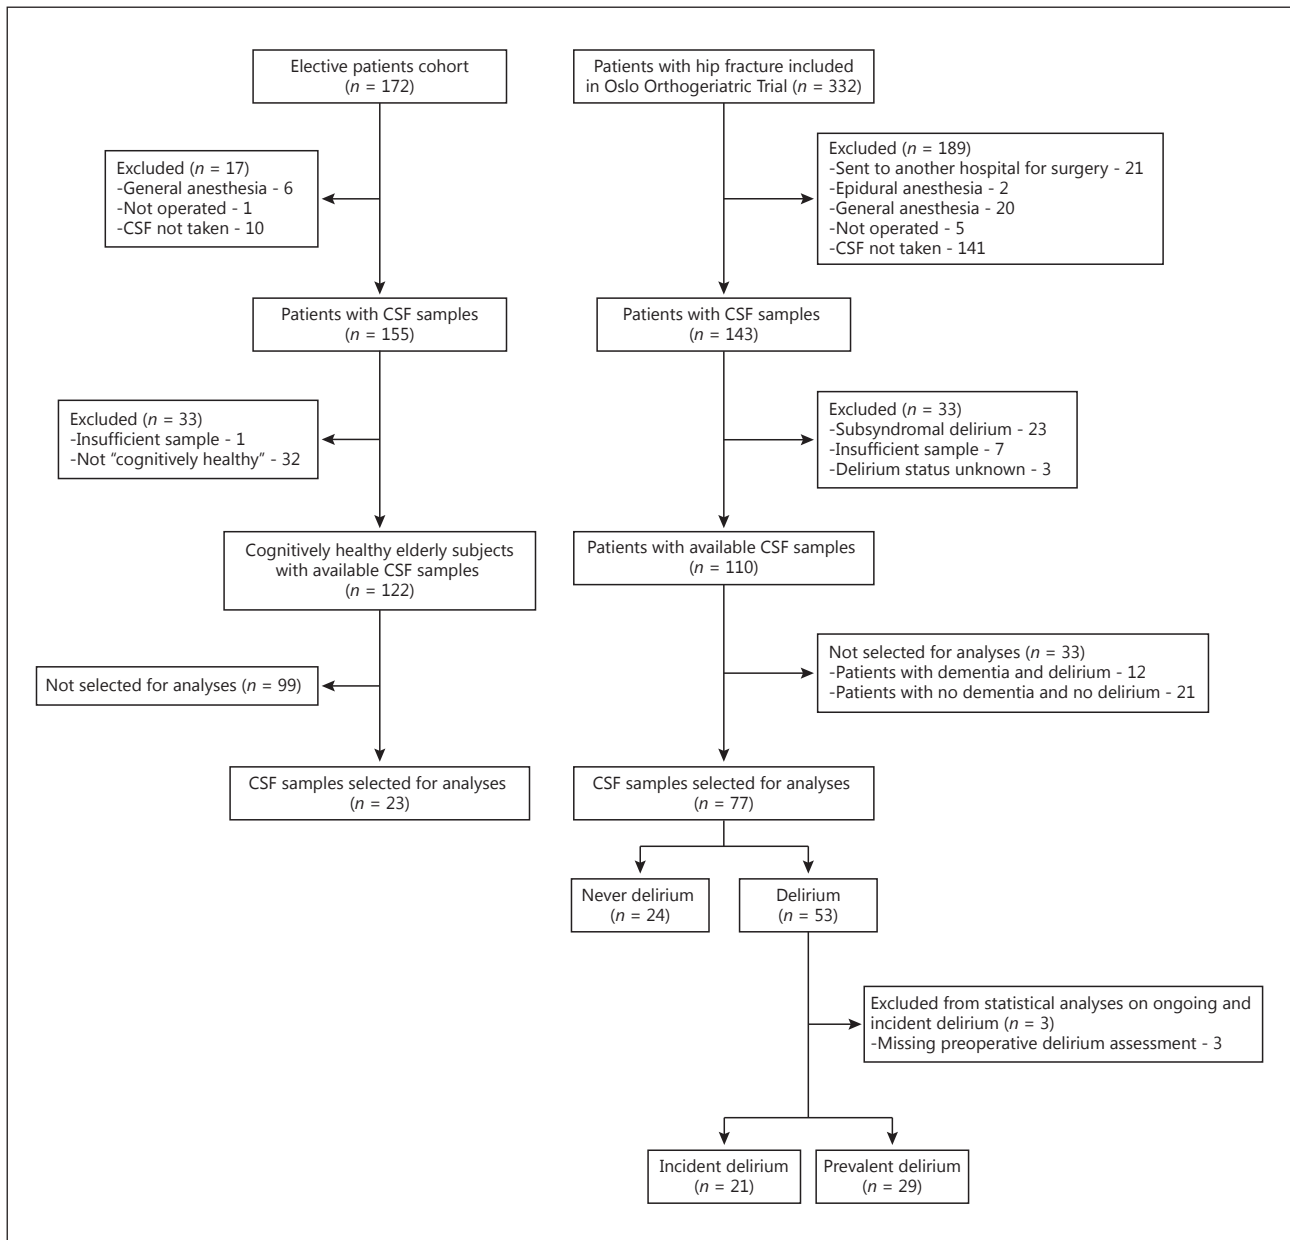 Elective patients cohort
(n = 172)
Patients with hip fracture included
in Oslo Orthogeriatric Trial (n = 332)
Excluded (n = 17)
-General anesthesia - 6
-Not operated - 1
-CSF not taken - 10
Excluded (n = 189)
-Sent to another hospital for surgery - 21
-Epidural anesthesia - 2
-General anesthesia - 20
-Not operated - 5
-CSF not taken - 141
Patients with CSF samples
(n = 155)
Patients with CSF samples
(n = 143)
Excluded (n = 33)
-Insufficient sample - 1
-Not “cognitively healthy” - 32
Excluded (n = 33)
-Subsyndromal delirium - 23
-Insufficient sample - 7
-Delirium status unknown - 3
Cognitively healthy elderly subjects
with available CSF samples
(n = 122)
Patients with available CSF samples
(n = 110)
Not selected for analyses (n = 99)
Not selected for analyses (n = 33)
-Patients with dementia and delirium - 12
-Patients with no dementia and no delirium - 21
CSF samples selected for analyses
(n = 23)
CSF samples selected for analyses
(n = 77)
Never delirium
(n = 24)
Delirium
(n = 53)
Excluded from statistical analyses on ongoing and
incident delirium (n = 3)
-Missing preoperative delirium assessment - 3
Incident delirium
(n = 21)
Prevalent delirium
(n = 29)